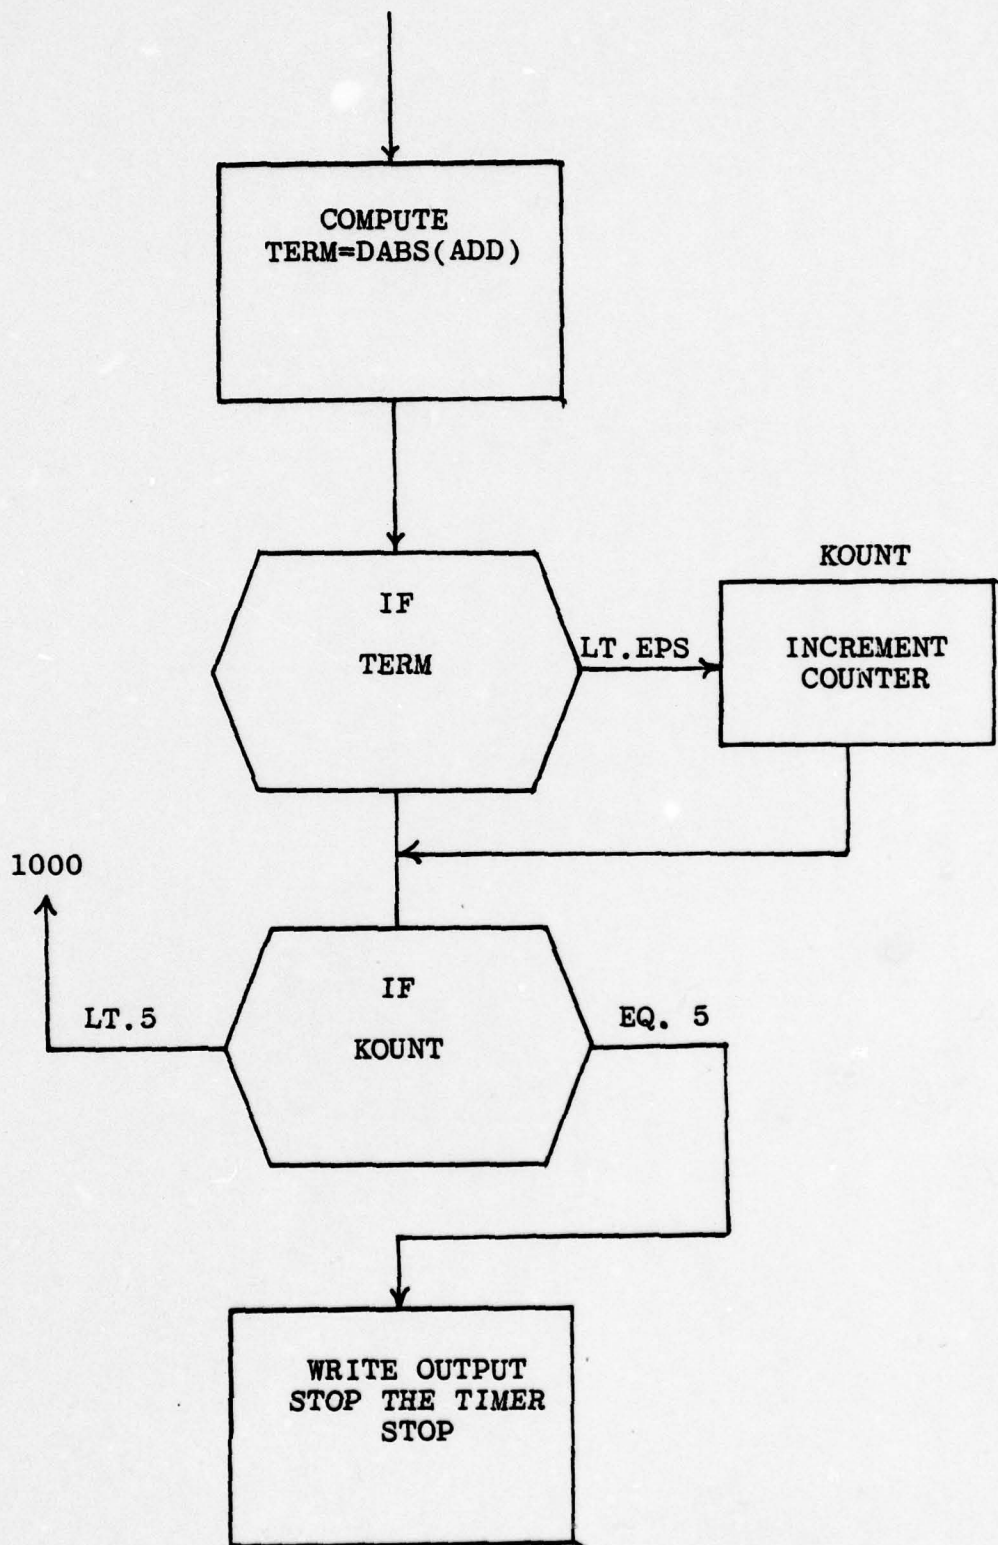 COMPUTE
TERM=DABS(ADD)
IF
TERM
LT.EPS
KOUNT
INCREMENT
COUNTER
1000
LT.5
IF
KOUNT
EQ. 5
WRITE OUTPUT
STOP THE TIMER
STOP